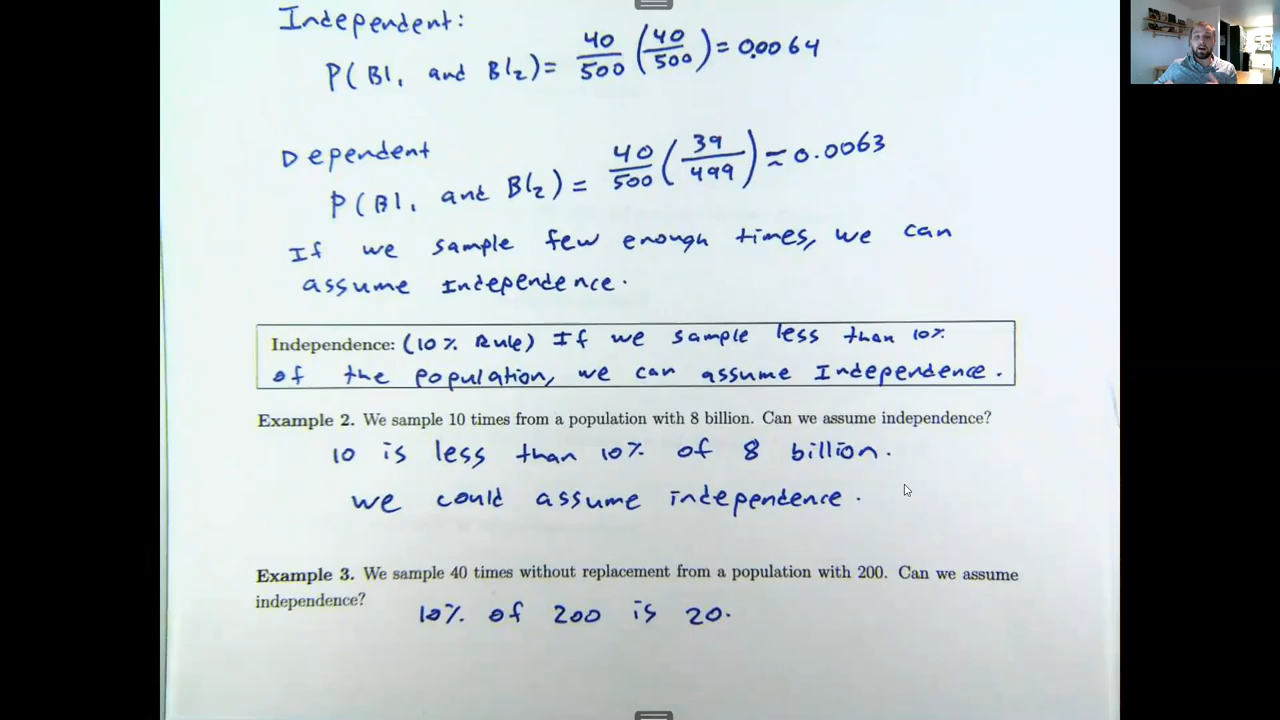 Independent:
P(Bl₁ and Bl₂) = 40/500 (40/500) = 0.0064
Dependent
P(Bl₁ and Bl₂) = 40/500 (39/499) ≈ 0.0063
If we sample few enough times, we can
assume Independence.
Independence: (10% Rule) If we sample less than 10%
of the population, we can assume Independence.
Example 2. We sample 10 times from a population with 8 billion. Can we assume independence?
10 is less than 10% of 8 billion.
we could assume independence.
Example 3. We sample 40 times without replacement from a population with 200. Can we assume
independence?
10% of 200 is 20.